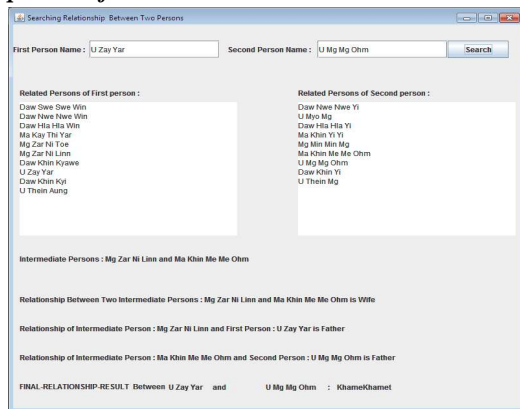 Searching Relationship Between Two Persons
First Person Name : U Zay Yar Second Person Name : U Mg Mg Ohm Search
Related Persons of First person :
Daw Swe Swe Win
Daw Nwe Nwe Win
Daw Hla Hla Win
Ma Kay Thi Yar
Mg Zar Ni Toe
Mg Zar Ni Linn
Daw Khin Kyawe
U Zay Yar
Daw Khin Kyi
U Thein Aung
Related Persons of Second person :
Daw Nwe Nwe Yi
U Myo Mg
Daw Hla Hla Yi
Ma Khin Yi Yi
Mg Min Min Mg
Ma Khin Me Me Ohm
U Mg Mg Ohm
Daw Khin Yi
U Thein Mg
Intermediate Persons : Mg Zar Ni Linn and Ma Khin Me Me Ohm
Relationship Between Two Intermediate Persons : Mg Zar Ni Linn and Ma Khin Me Me Ohm is Wife
Relationship of Intermediate Person : Mg Zar Ni Linn and First Person : U Zay Yar is Father
Relationship of Intermediate Person : Ma Khin Me Me Ohm and Second Person : U Mg Mg Ohm is Father
FINAL-RELATIONSHIP-RESULT Between U Zay Yar and U Mg Mg Ohm : KhameKhamet